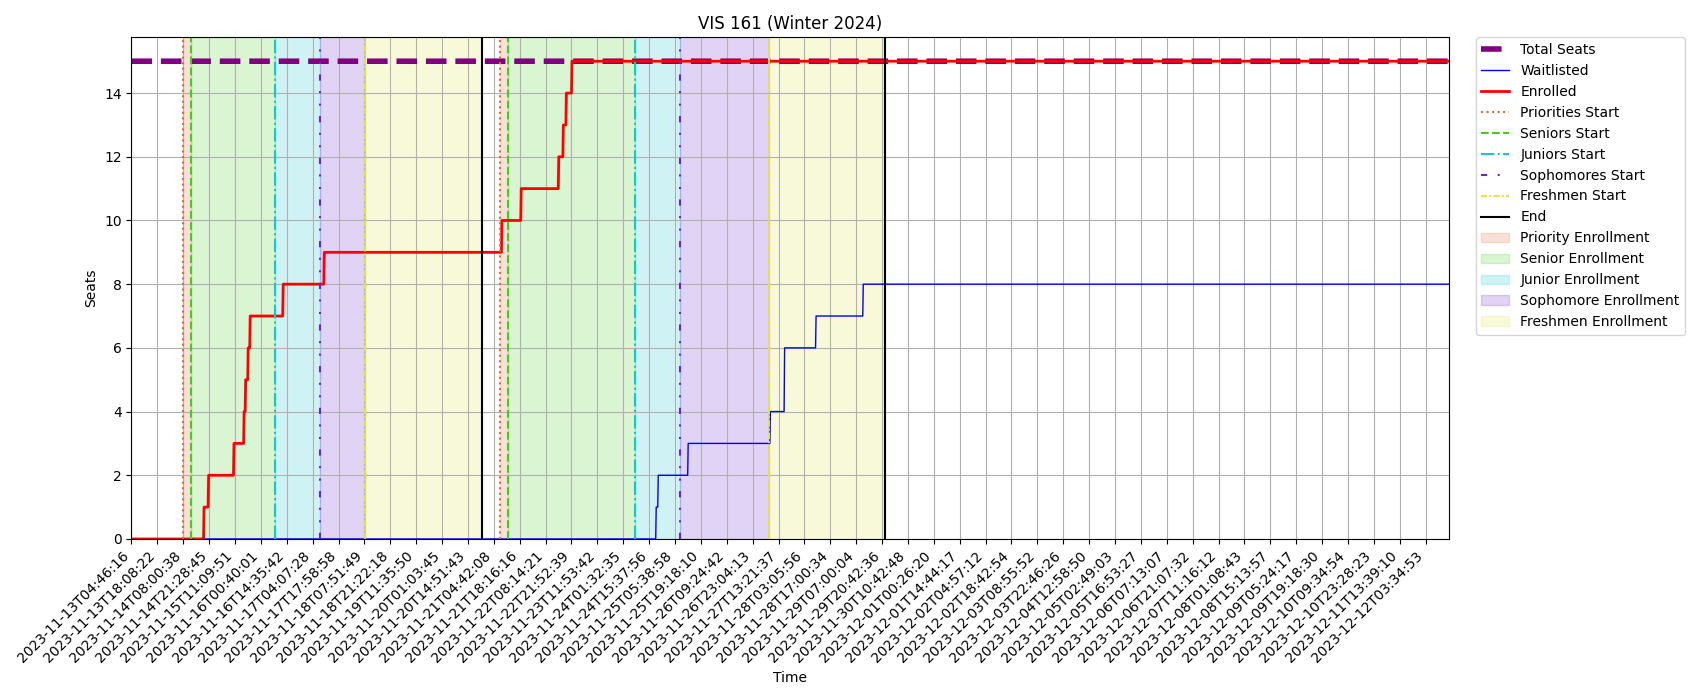 VIS 161 (Winter 2024)
Total Seats
Waitlisted
Enrolled
Priorities Start
Seniors Start
Juniors Start
Sophomores Start
Freshmen Start
End
Priority Enrollment
Senior Enrollment
Junior Enrollment
Sophomore Enrollment
Freshmen Enrollment
Seats
14
12
10
8
6
4
2
0
2023-11-13T04:46:16
2023-11-13T18:08:22
2023-11-14T08:00:38
2023-11-14T21:28:45
2023-11-15T11:09:51
2023-11-16T00:40:01
2023-11-16T14:35:42
2023-11-17T04:07:28
2023-11-17T17:58:58
2023-11-18T07:51:49
2023-11-18T21:22:18
2023-11-19T11:35:50
2023-11-20T01:03:45
2023-11-20T14:51:43
2023-11-21T04:42:08
2023-11-21T18:16:16
2023-11-22T08:14:21
2023-11-22T21:52:39
2023-11-23T11:53:42
2023-11-24T01:32:35
2023-11-24T15:37:56
2023-11-25T05:38:58
2023-11-25T19:18:10
2023-11-26T09:24:42
2023-11-26T23:04:13
2023-11-27T13:21:37
2023-11-28T03:05:56
2023-11-28T17:00:34
2023-11-29T07:00:04
2023-11-29T20:42:36
2023-11-30T10:42:48
2023-12-01T00:26:20
2023-12-01T14:44:17
2023-12-02T04:57:12
2023-12-02T18:42:54
2023-12-03T08:55:52
2023-12-03T22:46:26
2023-12-04T12:58:50
2023-12-05T02:49:03
2023-12-05T16:53:27
2023-12-06T07:13:07
2023-12-06T21:07:32
2023-12-07T11:16:12
2023-12-08T01:08:43
2023-12-08T15:13:57
2023-12-09T05:24:17
2023-12-09T19:18:30
2023-12-10T09:34:54
2023-12-10T23:28:23
2023-12-11T13:39:10
2023-12-12T03:34:53
Time